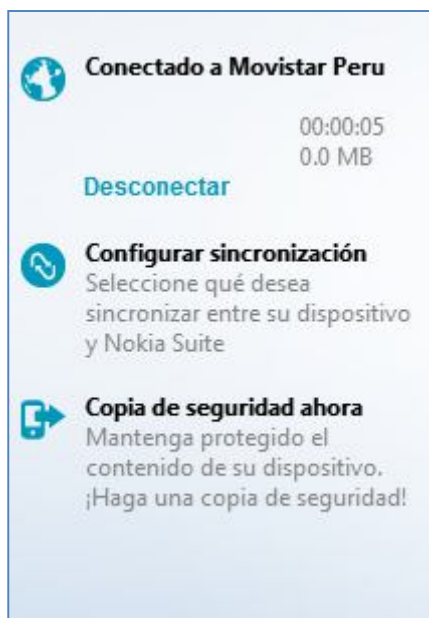 Conectado a Movistar Peru
00:00:05
0.0 MB
Desconectar
Configurar sincronización
Seleccione qué desea
sincronizar entre su dispositivo
y Nokia Suite
Copia de seguridad ahora
Mantenga protegido el
contenido de su dispositivo.
¡Haga una copia de seguridad!